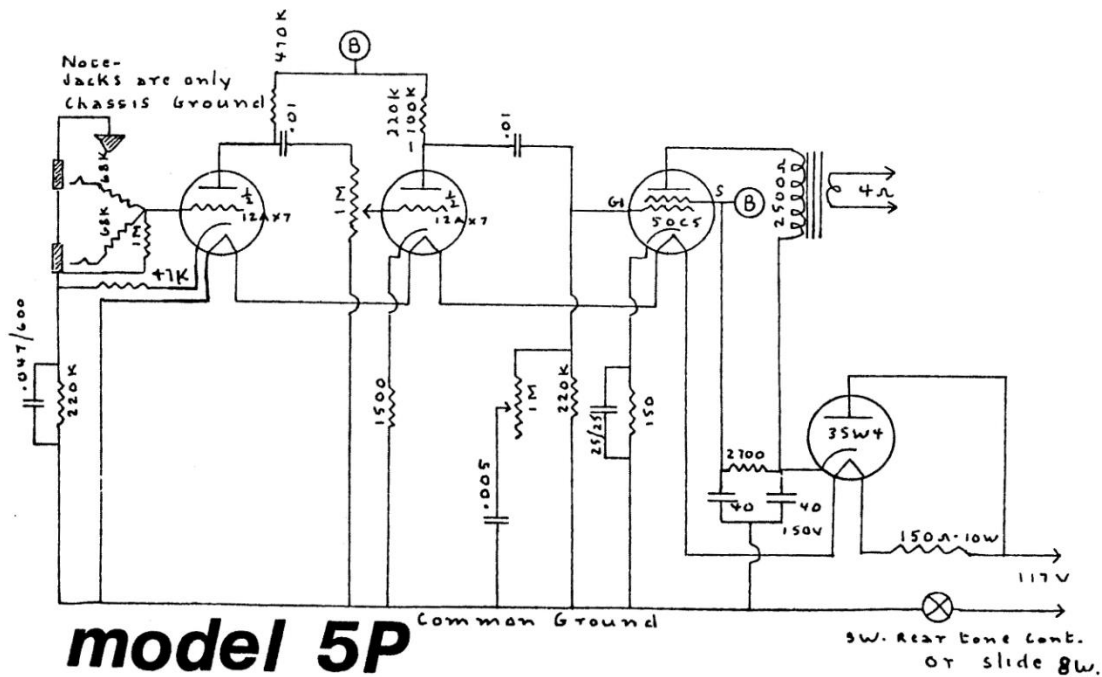 Note-
Jacks are only
Chassis Ground
470K
B
.01
220K
-100K
.01
68K
68K
1M
½
12AX7
1M
½
12AX7
G1
S
50C5
B
2500Ω
4Ω
47K
.047/600
220K
1500
1M
220K
.005
25/25
150
35W4
2700
40
40
150V
150Ω-10W
117V
Common Ground
model 5P
SW. Rear tone cont.
or slide SW.